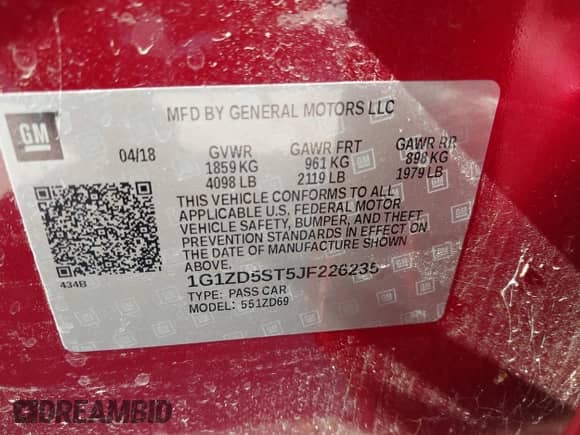 GM
MFD BY GENERAL MOTORS LLC
04/18 GVWR GAWR FRT GAWR RR
1859 KG 961 KG 898 KG
4098 LB 2119 LB 1979 LB
THIS VEHICLE CONFORMS TO ALL
APPLICABLE U.S. FEDERAL MOTOR
VEHICLE SAFETY, BUMPER, AND THEFT
PREVENTION STANDARDS IN EFFECT ON
THE DATE OF MANUFACTURE SHOWN
ABOVE.
434B
1G1ZD5ST5JF226235
TYPE: PASS CAR
MODEL: 551ZD69
DREAMBID